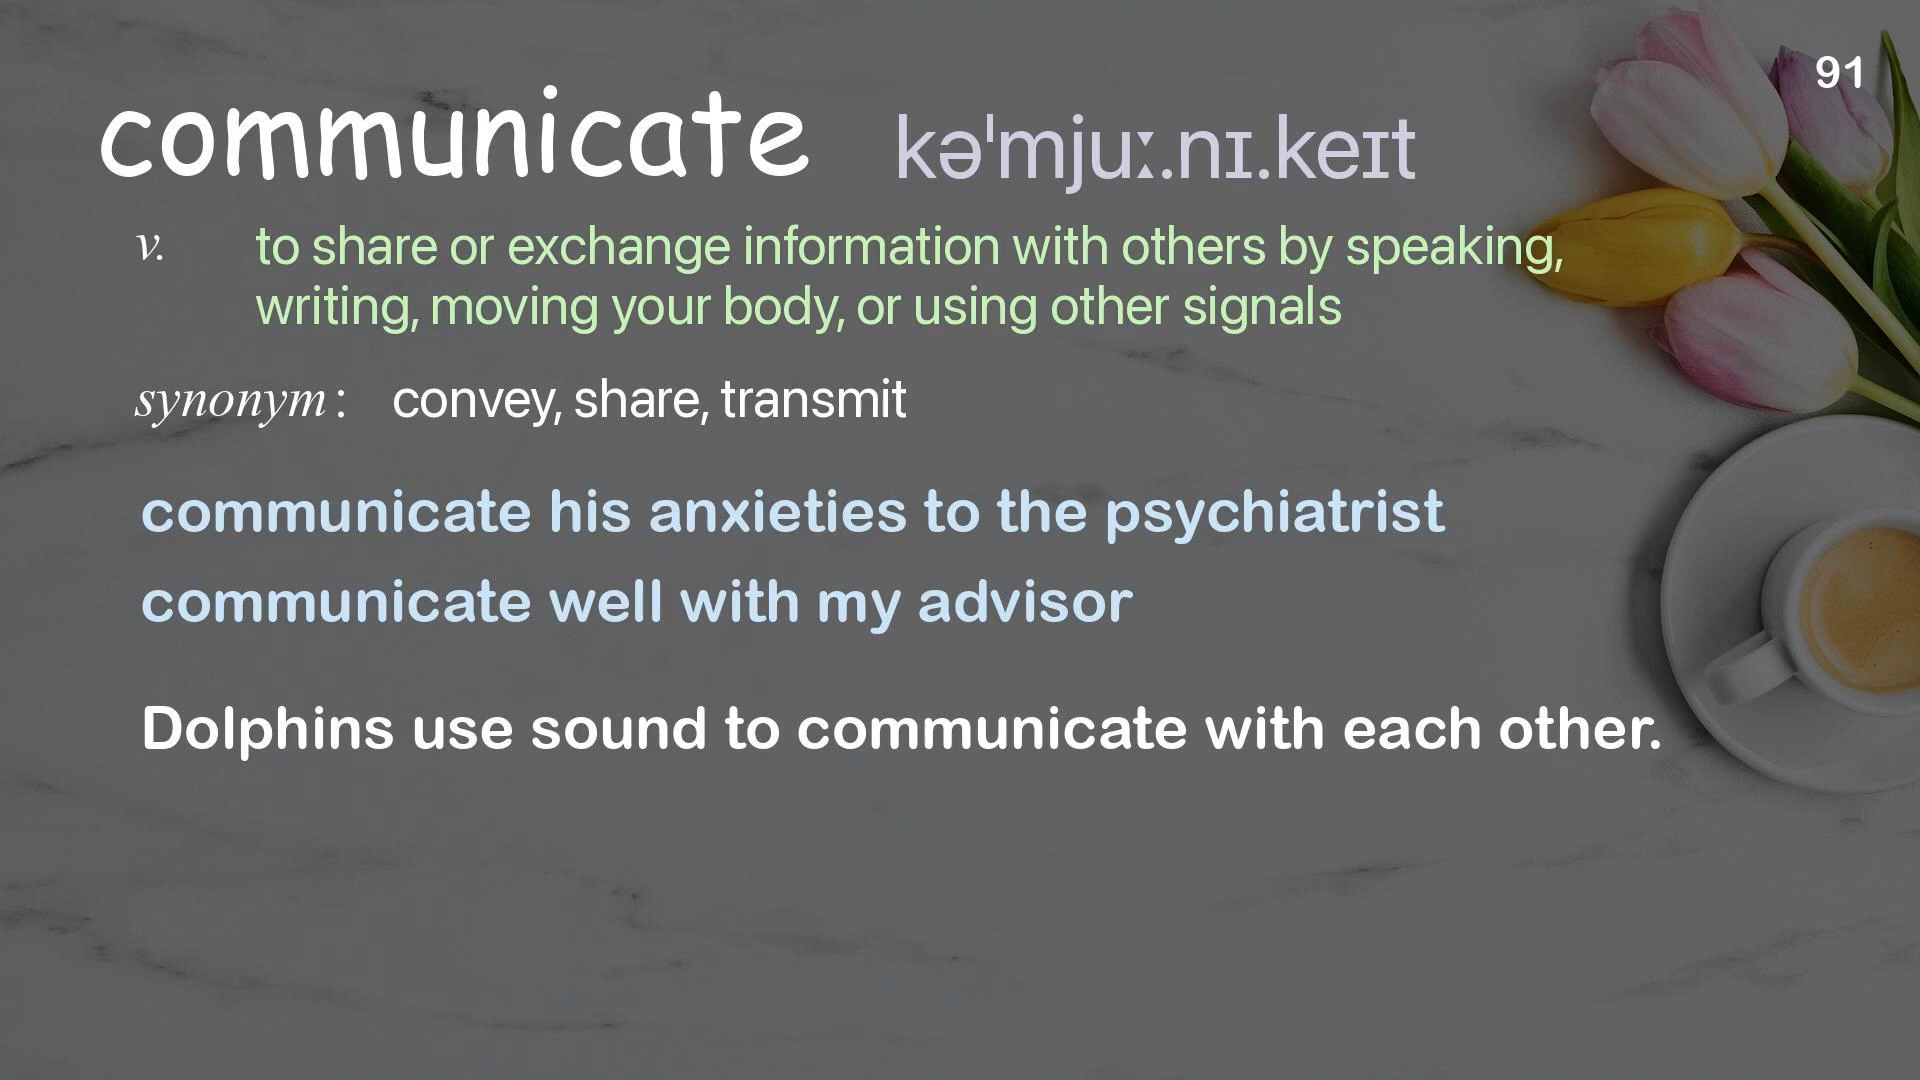 91
communicate kəˈmjuː.nɪ.keɪt
v. to share or exchange information with others by speaking,
writing, moving your body, or using other signals
synonym : convey, share, transmit
communicate his anxieties to the psychiatrist
communicate well with my advisor
Dolphins use sound to communicate with each other.